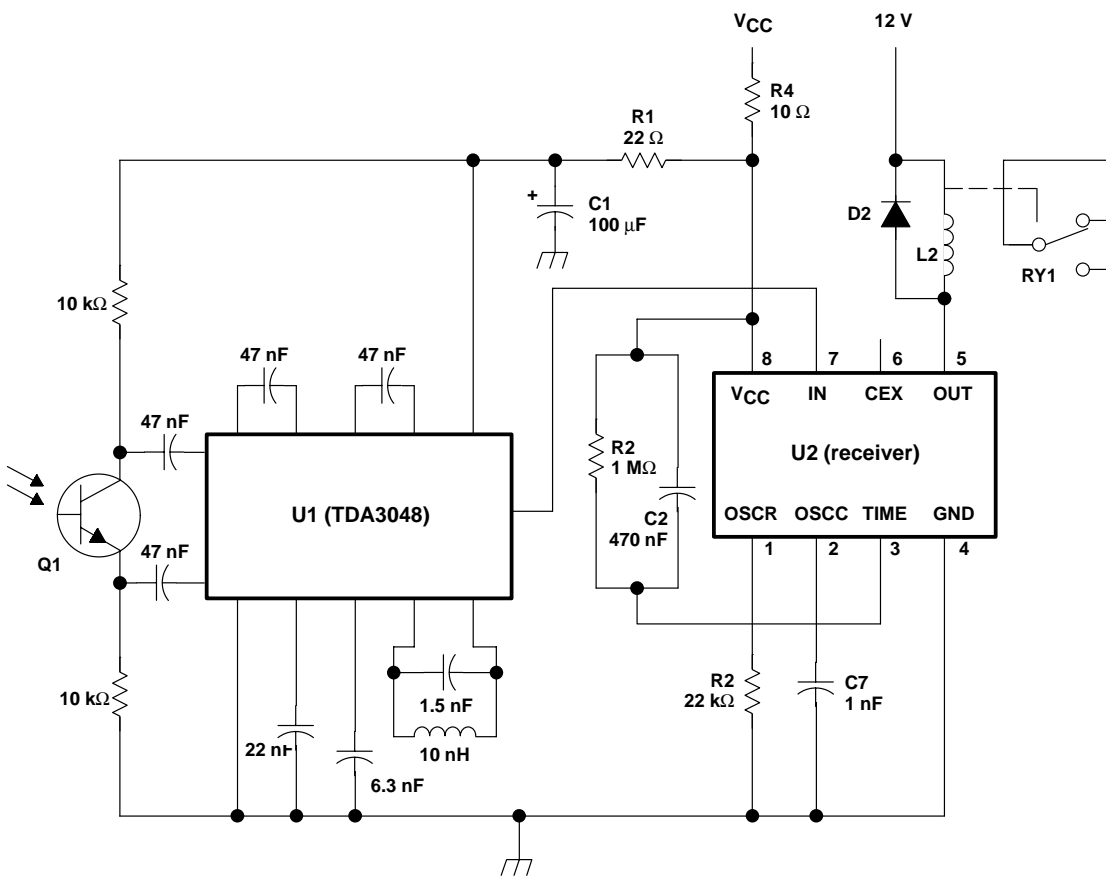 VCC
12 V
R4
10 Ω
R1
22 Ω
+
C1
100 μF
D2
L2
RY1
10 kΩ
47 nF
47 nF
8
7
6
5
VCC
IN
CEX
OUT
47 nF
R2
1 MΩ
U2 (receiver)
U1 (TDA3048)
C2
470 nF
OSCR
OSCC
TIME
GND
1
2
3
4
Q1
47 nF
10 kΩ
1.5 nF
R2
22 kΩ
C7
1 nF
22 nF
10 nH
6.3 nF